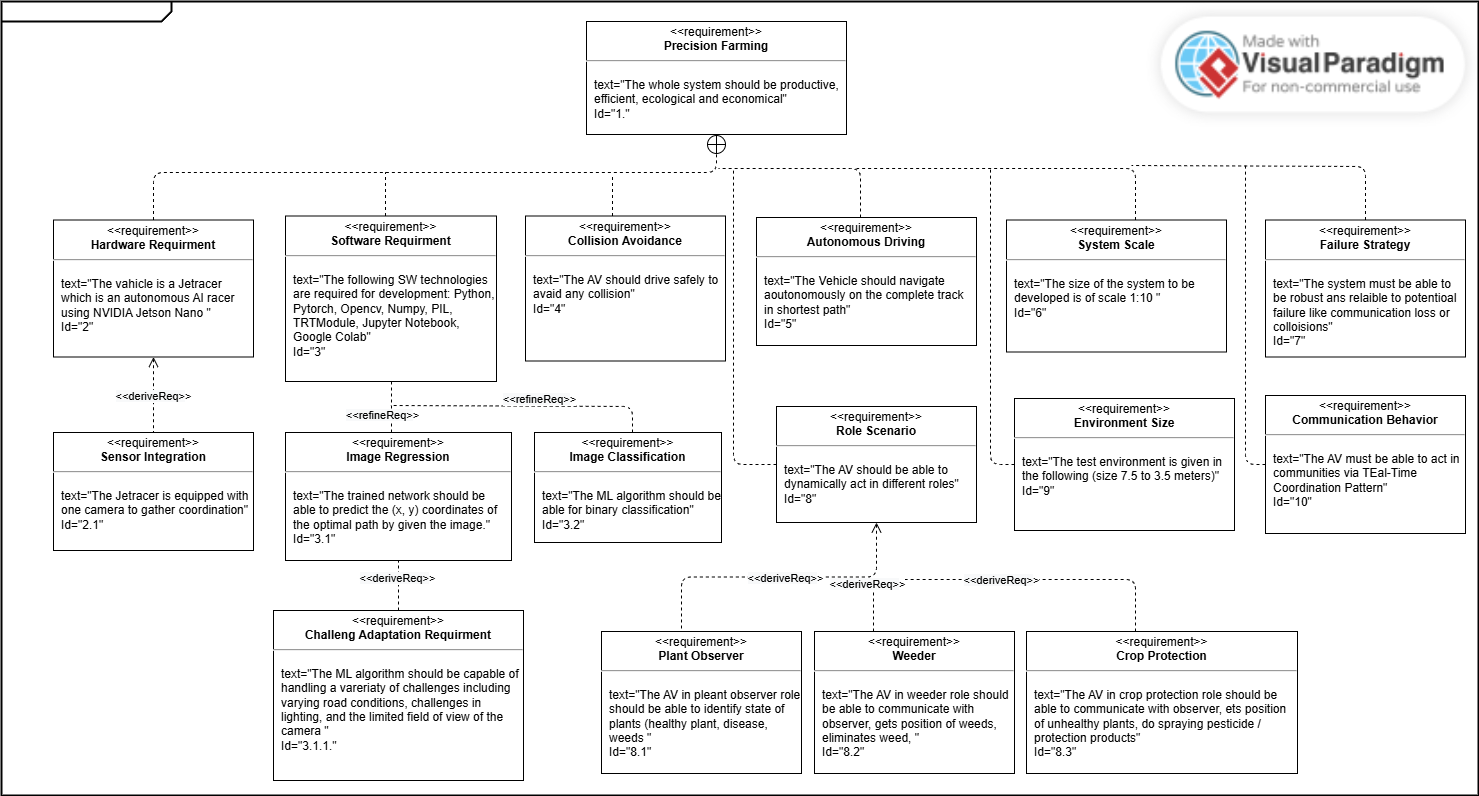 <<requirement>>
Precision Farming
text="The whole system should be productive,
efficient, ecological and economical"
Id="1."
Made with
Visual Paradigm
For non-commercial use
<<requirement>>
Hardware Requirment
text="The vahicle is a Jetracer
which is an autonomous AI racer
using NVIDIA Jetson Nano "
Id="2"
<<requirement>>
Software Requirment
text="The following SW technologies
are required for development: Python,
Pytorch, Opencv, Numpy, PIL,
TRTModule, Jupyter Notebook,
Google Colab"
Id="3"
<<requirement>>
Collision Avoidance
text="The AV should drive safely to
avaid any collision"
Id="4"
<<requirement>>
Autonomous Driving
text="The Vehicle should navigate
aoutonomously on the complete track
in shortest path"
Id="5"
<<requirement>>
System Scale
text="The size of the system to be
developed is of scale 1:10 "
Id="6"
<<requirement>>
Failure Strategy
text="The system must be able to
be robust ans relaible to potentioal
failure like communication loss or
colloisions"
Id="7"
<<deriveReq>>
<<refineReq>>
<<refineReq>>
<<requirement>>
Sensor Integration
text="The Jetracer is equipped with
one camera to gather coordination"
Id="2.1"
<<requirement>>
Image Regression
text="The trained network should be
able to predict the (x, y) coordinates of
the optimal path by given the image."
Id="3.1"
<<requirement>>
Image Classification
text="The ML algorithm should be
able for binary classification"
Id="3.2"
<<requirement>>
Role Scenario
text="The AV should be able to
dynamically act in different roles"
Id="8"
<<requirement>>
Environment Size
text="The test environment is given in
the following (size 7.5 to 3.5 meters)"
Id="9"
<<requirement>>
Communication Behavior
text="The AV must be able to act in
communities via TEal-Time
Coordination Pattern"
Id="10"
<<deriveReq>>
<<deriveReq>>
<<deriveReq>>
<<deriveReq>>
<<requirement>>
Challeng Adaptation Requirment
text="The ML algorithm should be capable of
handling a vareriaty of challenges including
varying road conditions, challenges in
lighting, and the limited field of view of the
camera "
Id="3.1.1."
<<requirement>>
Plant Observer
text="The AV in pleant observer role
should be able to identify state of
plants (healthy plant, disease,
weeds "
Id="8.1"
<<requirement>>
Weeder
text="The AV in weeder role should
be able to communicate with
observer, gets position of weeds,
eliminates weed, "
Id="8.2"
<<requirement>>
Crop Protection
text="The AV in crop protection role should be
able to communicate with observer, ets position
of unhealthy plants, do spraying pesticide /
protection products"
Id="8.3"